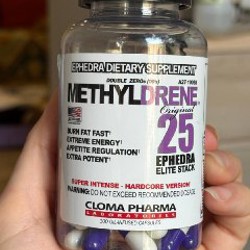 EPHEDRA DIETARY SUPPLEMENT
DOUBLE ZERO
METHYLDRENE
Original
25
BURN FAT FAST
EXTREME ENERGY
APPETITE REGULATION
EXTRA POTENT
EPHEDRA
ELITE STACK
SUPER INTENSE - HARDCORE VERSION
WARNING: DO NOT EXCEED RECOMMENDED DOSAGE
CLOMA PHARMA
LABORATORIES
CAPSULES